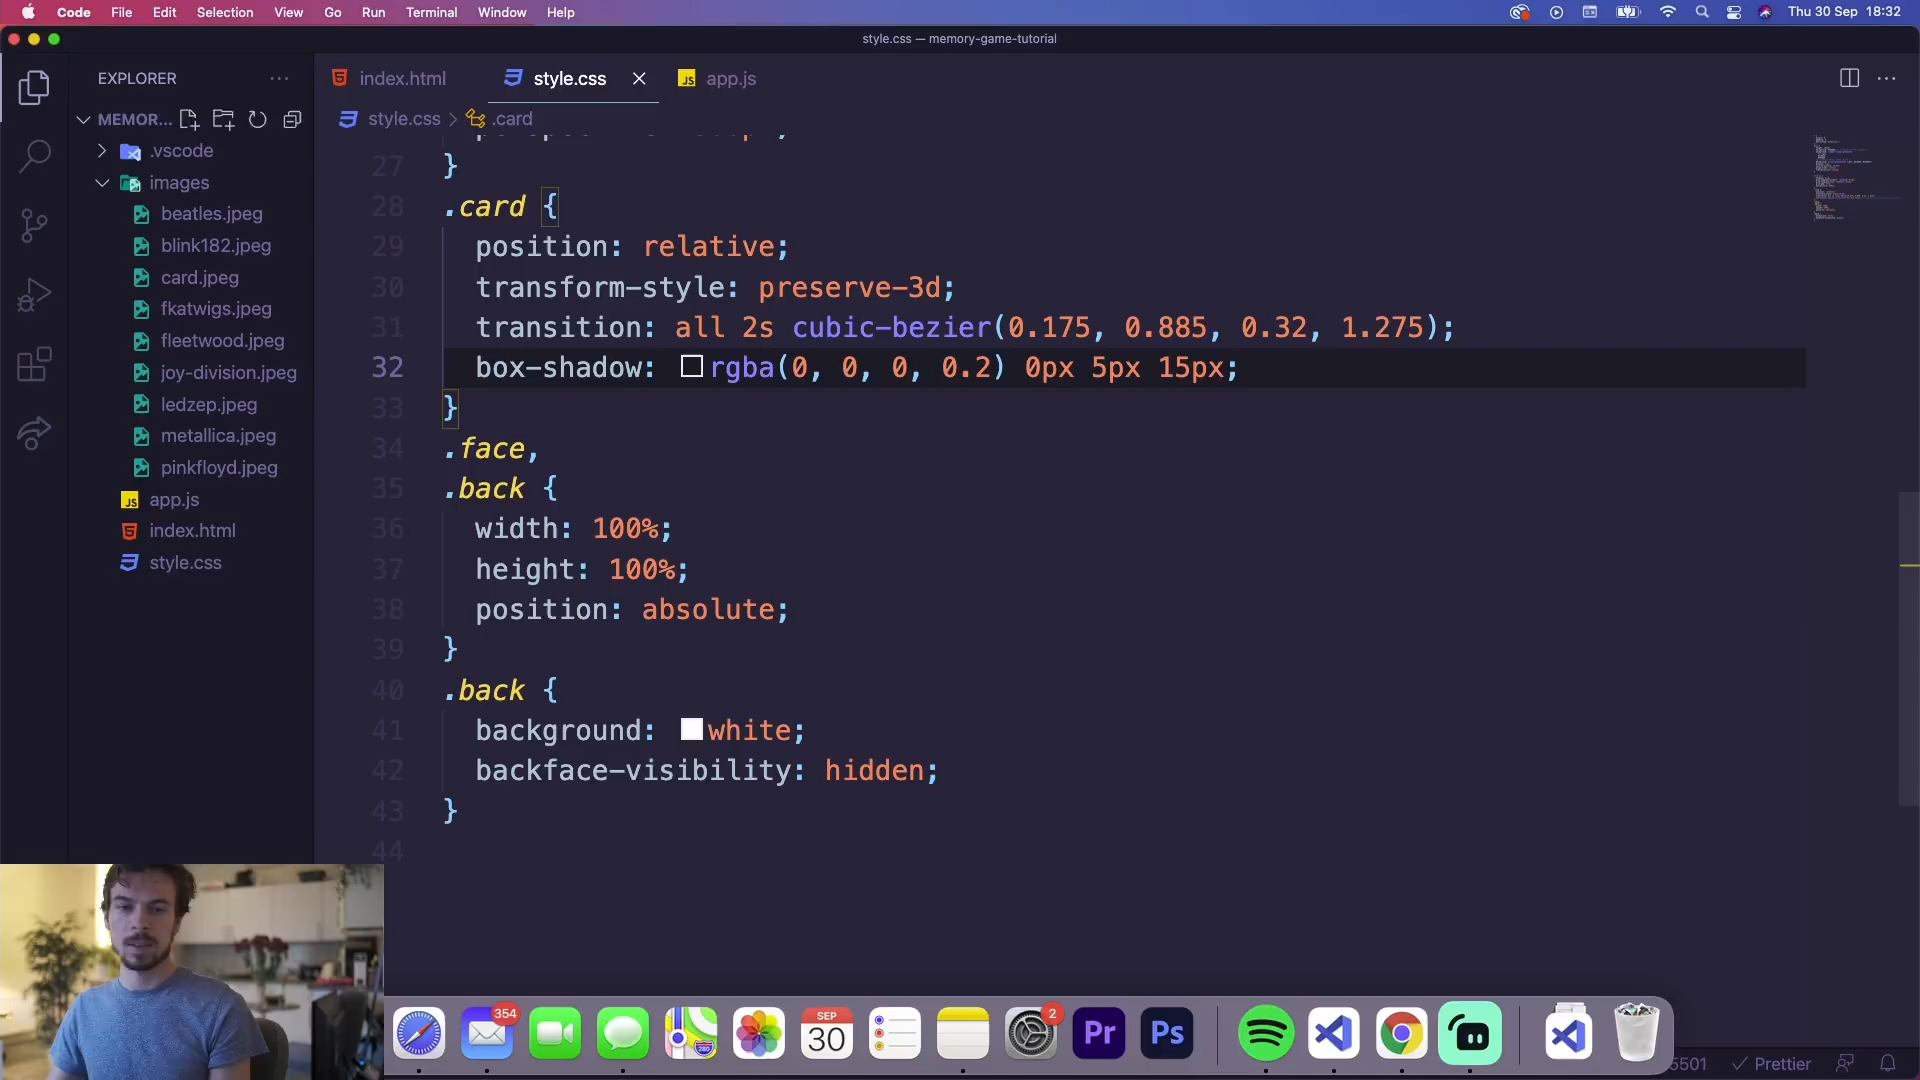 Code File Edit Selection View Go Run Terminal Window Help Thu 30 Sep 18:32
style.css — memory-game-tutorial
EXPLORER
index.html
style.css
JS app.js
MEMOR...
style.css > .card
.vscode
images
beatles.jpeg
blink182.jpeg
card.jpeg
fkatwigs.jpeg
fleetwood.jpeg
joy-division.jpeg
ledzep.jpeg
metallica.jpeg
pinkfloyd.jpeg
JS app.js
index.html
style.css
27 }
28 .card {
29 position: relative;
30 transform-style: preserve-3d;
31 transition: all 2s cubic-bezier(0.175, 0.885, 0.32, 1.275);
32 box-shadow: rgba(0, 0, 0, 0.2) 0px 5px 15px;
33 }
34 .face,
35 .back {
36 width: 100%;
37 height: 100%;
38 position: absolute;
39 }
40 .back {
41 background: white;
42 backface-visibility: hidden;
43 }
44
354
SEP
30
280
2
Pr
Ps
5501 Prettier